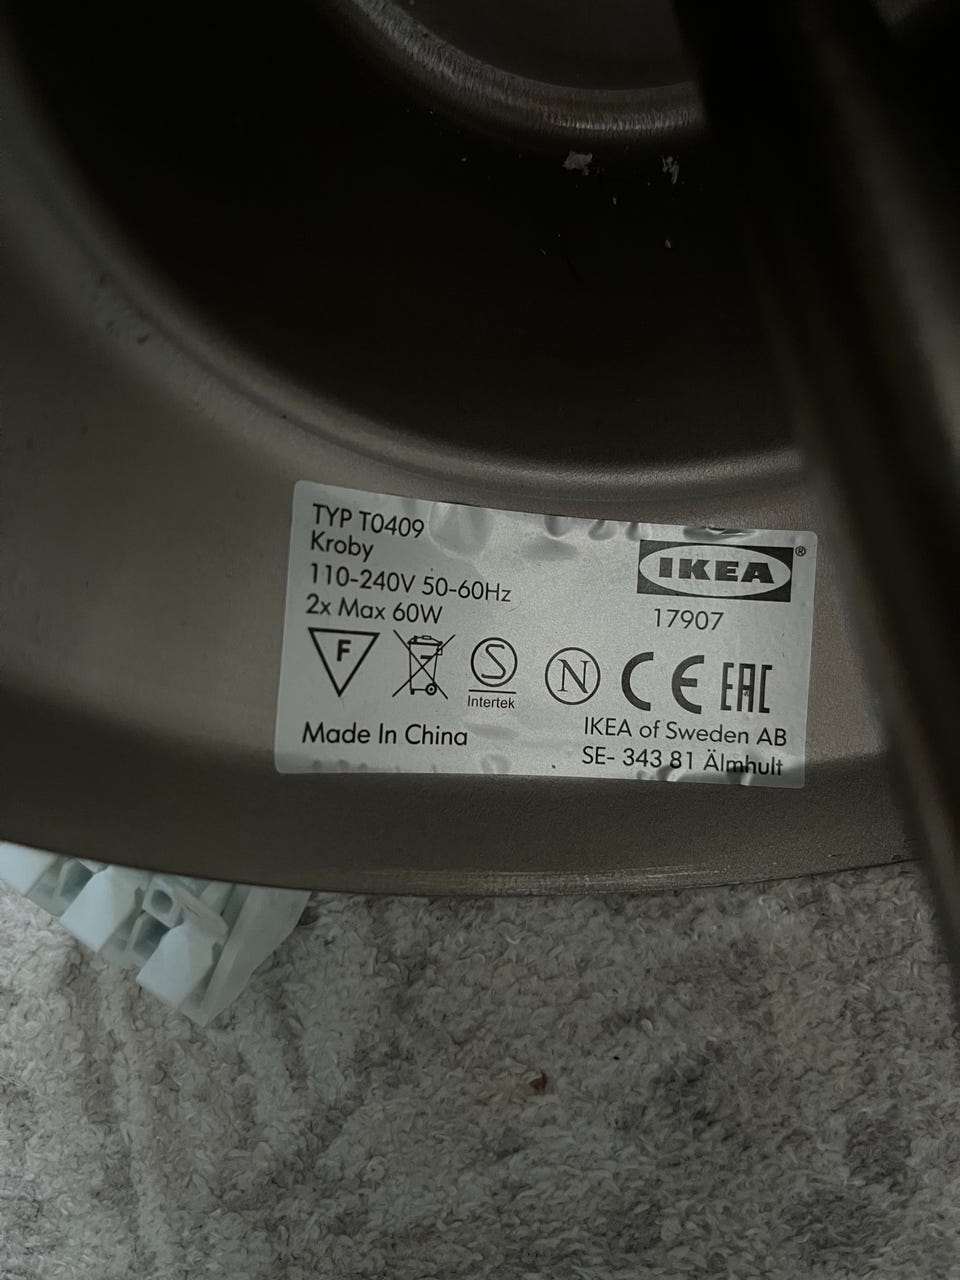 TYP T0409
Kroby
110-240V 50-60Hz
2x Max 60W
IKEA®
17907
F
S
Intertek
N
CE
EAC
Made In China
IKEA of Sweden AB
SE- 343 81 Älmhult